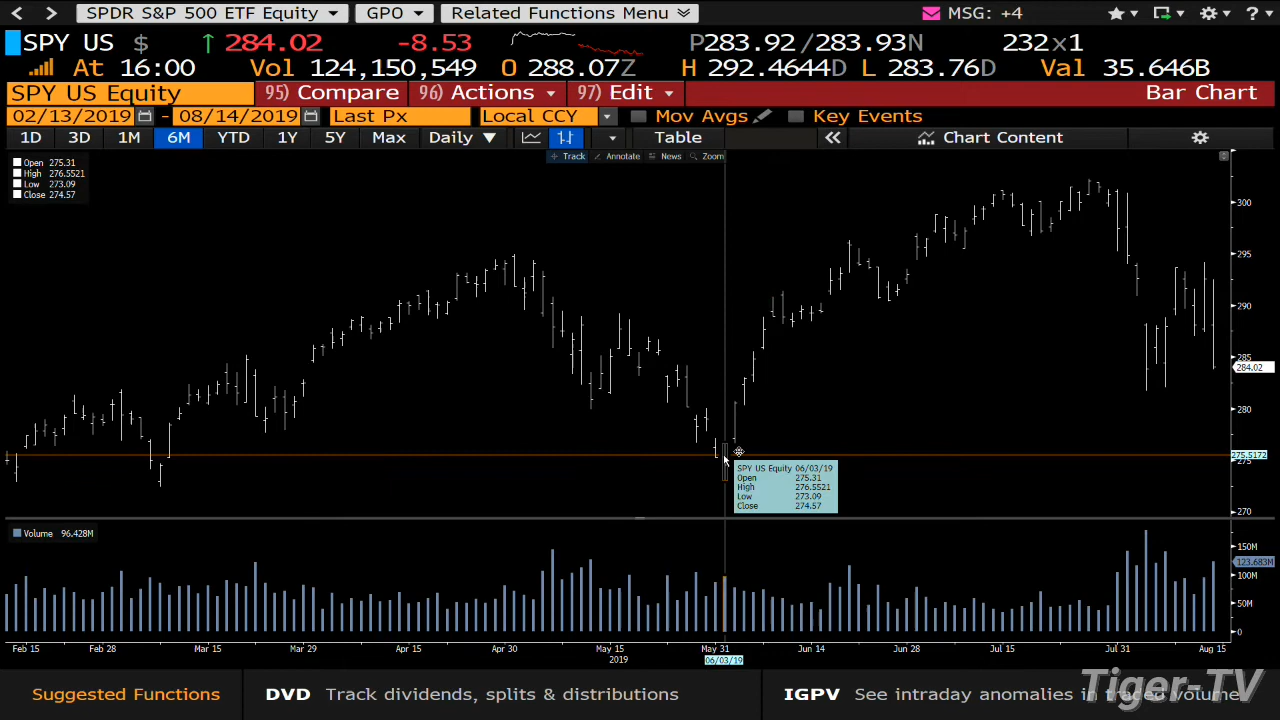 SPDR S&P 500 ETF Equity GPO Related Functions Menu MSG: +4 ?
SPY US $ ↑ 284.02 -8.53 P283.92 /283.93N 232x1
At 16:00 Vol 124,150,549 O 288.07Z H 292.4644D L 283.76D Val 35.646B
SPY US Equity 95) Compare 96) Actions 97) Edit Bar Chart
02/13/2019 - 08/14/2019 Last Px Local CCY Mov Avgs Key Events
1D 3D 1M 6M YTD 1Y 5Y Max Daily ▼ Table « Chart Content
Track Annotate News Zoom
Open 275.31
High 276.5521
Low 273.09
Close 274.57
300
295
290
285
284.02
280
275.5172
275
270
SPY US Equity 06/03/19
Open 275.31
High 276.5521
Low 273.09
Close 274.57
Volume 96.428M
150M
123.683M
100M
50M
0
Feb 15 Feb 28 Mar 15 Mar 29 Apr 15 Apr 30 May 15 May 31 Jun 14 Jun 28 Jul 15 Jul 31 Aug 15
2019 06/03/19
Suggested Functions DVD Track dividends, splits & distributions IGPV See intraday anomalies in traded volume
Tiger-TV